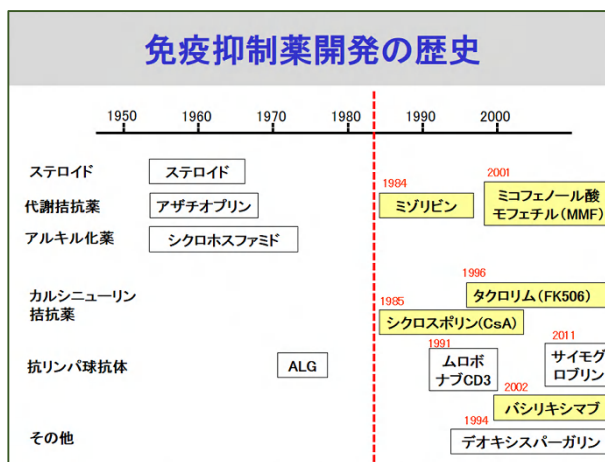 免疫抑制薬開発の歴史
1950 1960 1970 1980 1990 2000
ステロイド
ステロイド
代謝拮抗薬
アザチオプリン
1984
ミゾリビン
2001
ミコフェノール酸
モフェチル(MMF)
アルキル化薬
シクロホスファミド
カルシニューリン
拮抗薬
1996
タクロリム(FK506)
1985
シクロスポリン(CsA)
抗リンパ球抗体
ALG
1991
ムロボ
ナブCD3
2011
サイモグ
ロブリン
2002
バシリキシマブ
その他
1994
デオキシスパーガリン